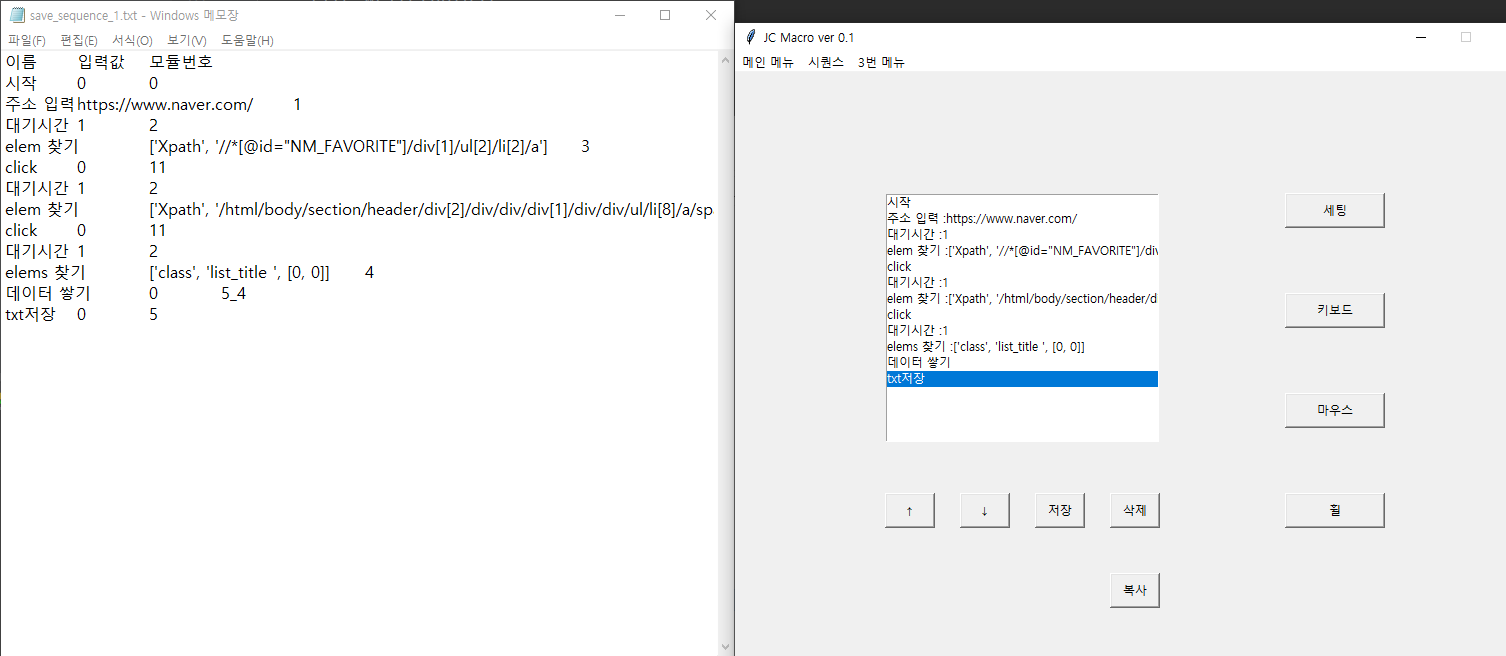 save_sequence_1.txt - Windows 메모장
파일(F) 편집(E) 서식(O) 보기(V) 도움말(H)
이름 입력값 모듈번호
시작 0 0
주소 입력 https://www.naver.com/ 1
대기시간 1 2
elem 찾기 ['Xpath', '//*[@id="NM_FAVORITE"]/div[1]/ul[2]/li[2]/a'] 3
click 0 11
대기시간 1 2
elem 찾기 ['Xpath', '/html/body/section/header/div[2]/div/div/div[1]/div/div/ul/li[8]/a/sp
click 0 11
대기시간 1 2
elems 찾기 ['class', 'list_title ', [0, 0]] 4
데이터 쌓기 0 5_4
txt저장 0 5
JC Macro ver 0.1
메인 메뉴 시퀀스 3번 메뉴
시작
주소 입력 :https://www.naver.com/
대기시간 :1
elem 찾기 :['Xpath', '//*[@id="NM_FAVORITE"]/div
click
대기시간 :1
elem 찾기 :['Xpath', '/html/body/section/header/d
click
대기시간 :1
elems 찾기 :['class', 'list_title ', [0, 0]]
데이터 쌓기
txt저장
세팅
키보드
마우스
↑ ↓ 저장 삭제 휠
복사